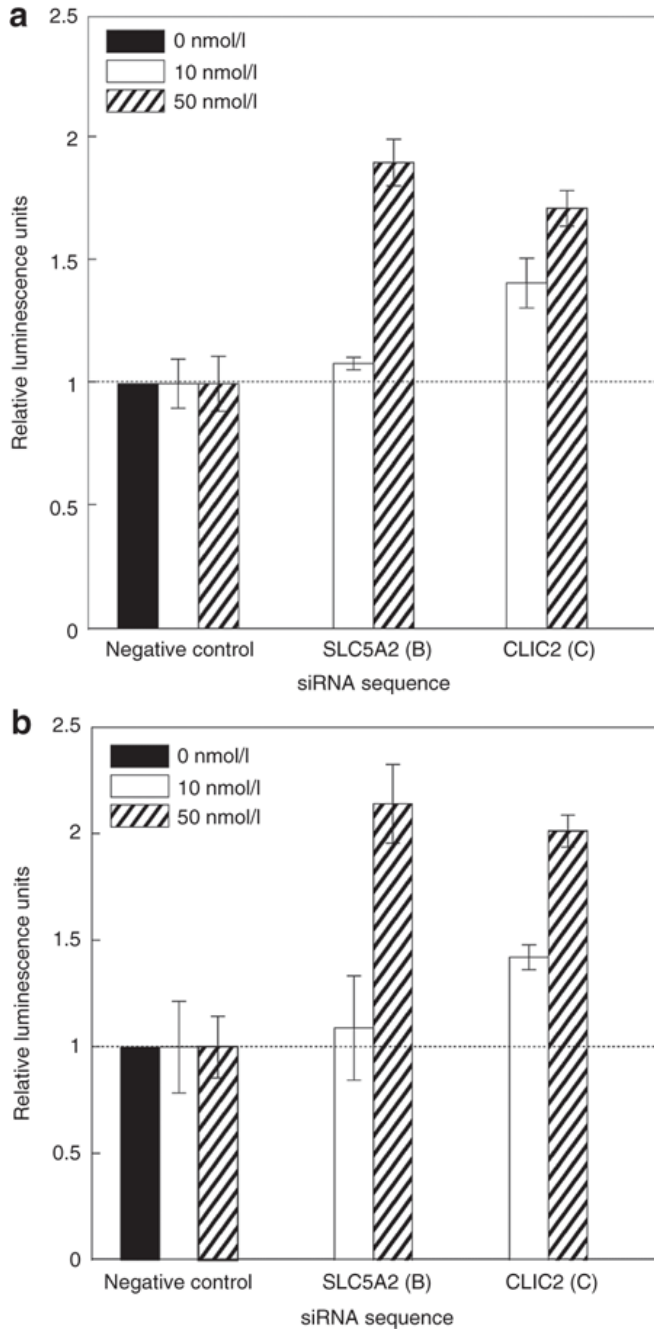 a
2.5
0 nmol/l
10 nmol/l
50 nmol/l
2
1.5
1
0.5
0
Relative luminescence units
Negative control SLC5A2 (B) CLIC2 (C)
siRNA sequence
b
2.5
0 nmol/l
10 nmol/l
50 nmol/l
2
1.5
1
0.5
0
Relative luminescence units
Negative control SLC5A2 (B) CLIC2 (C)
siRNA sequence